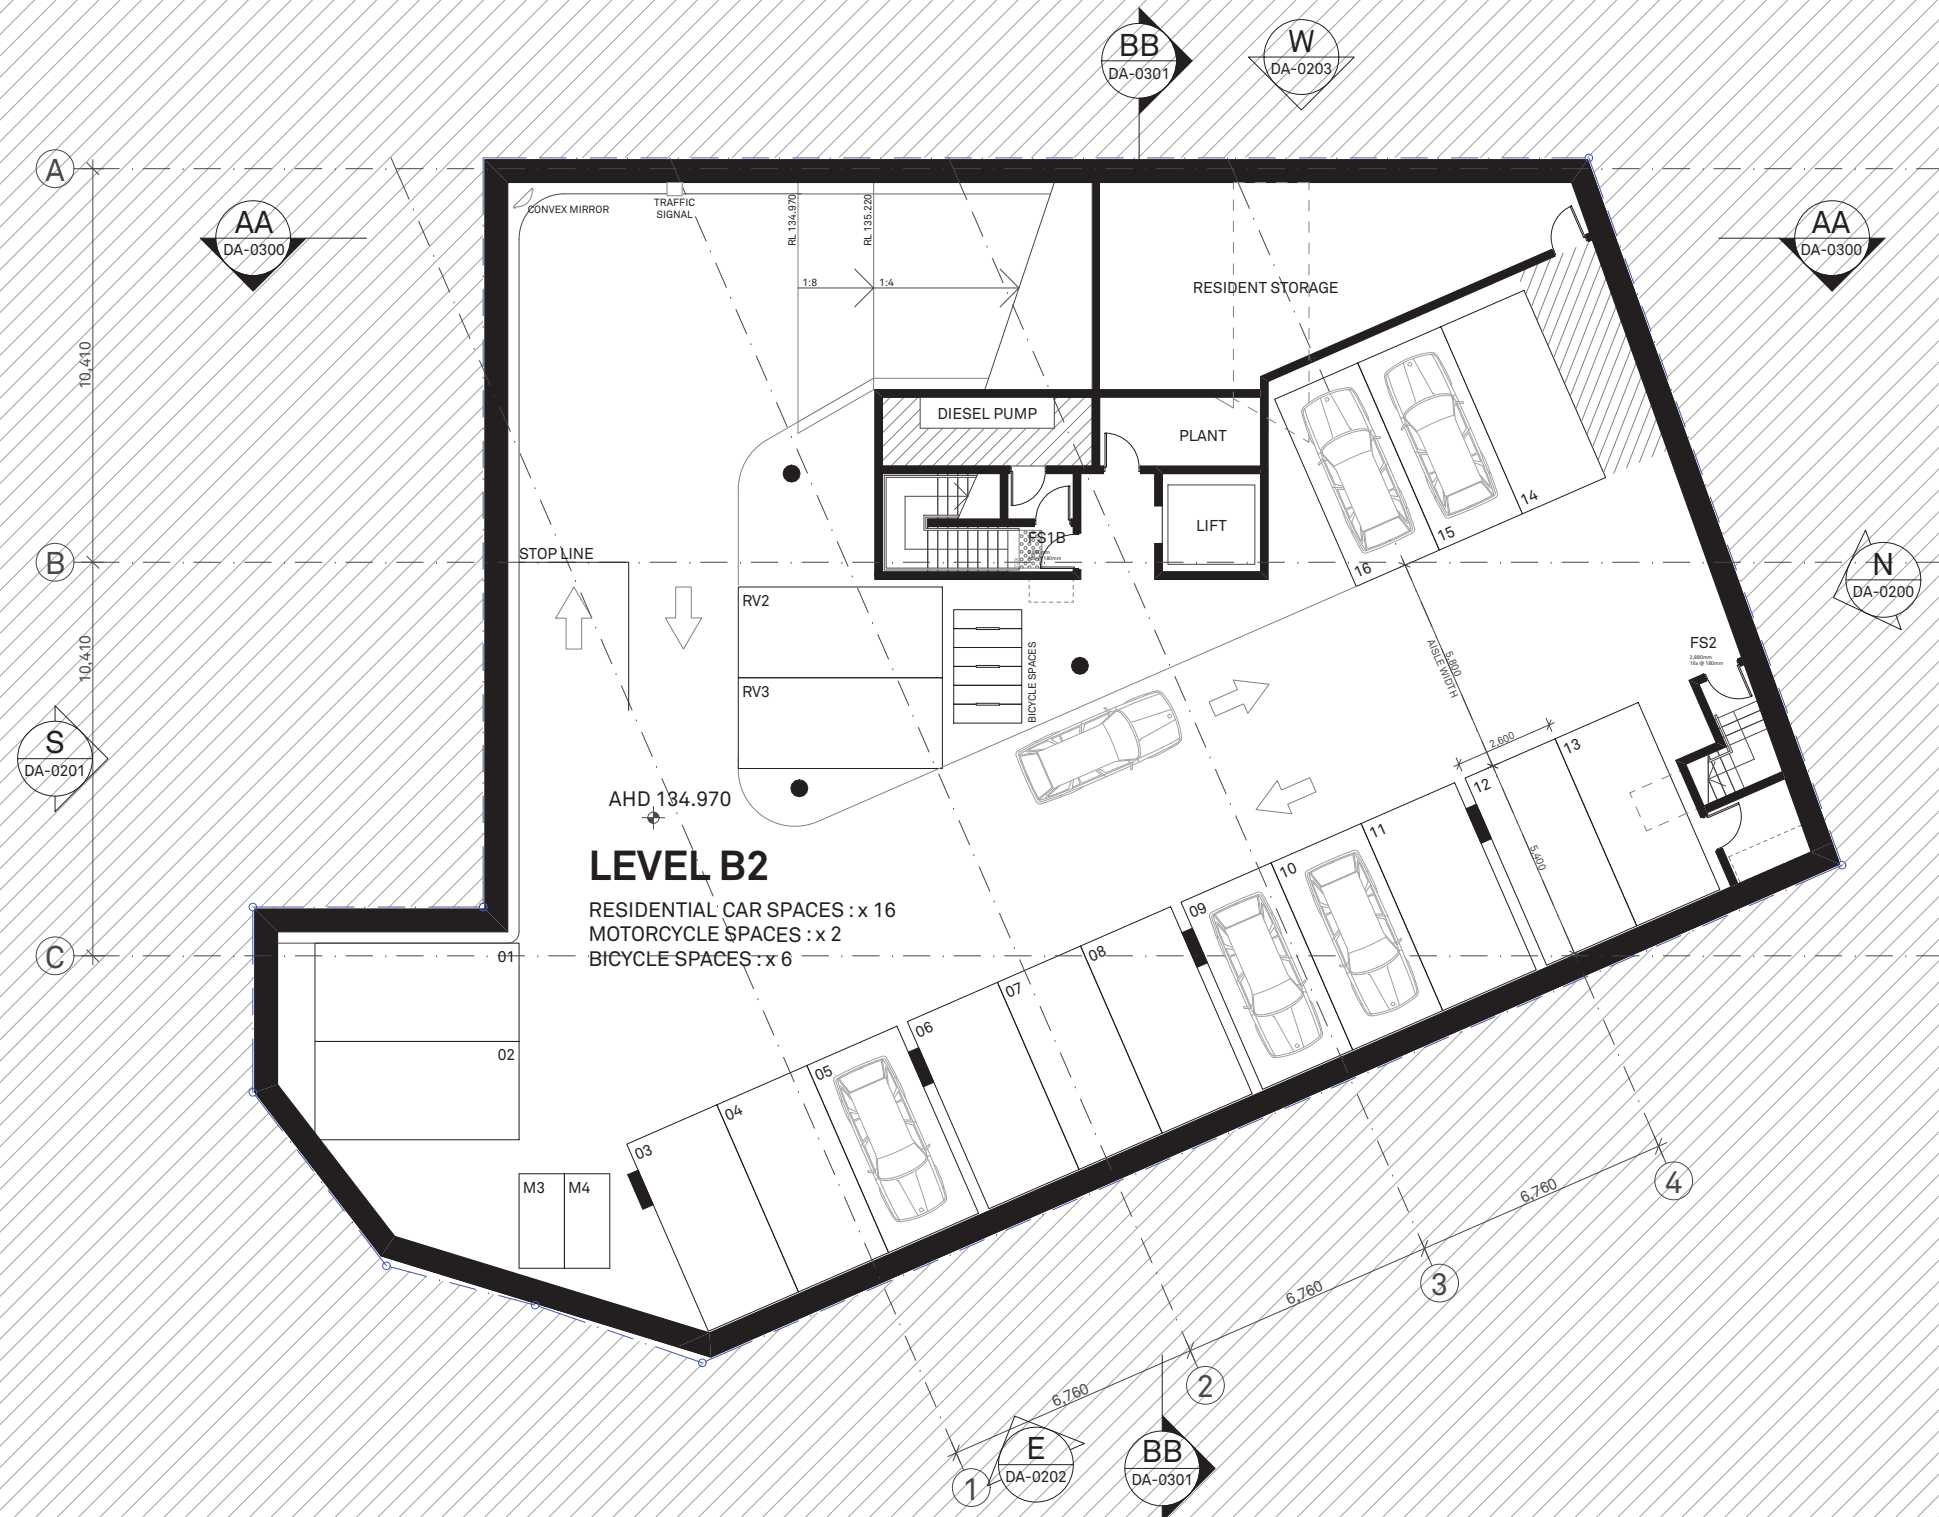 BB
DA-0301
W
DA-0203
A
AA
DA-0300
CONVEX MIRROR
TRAFFIC
SIGNAL
RL 134.970
RL 135.220
1:8
1:4
RESIDENT STORAGE
AA
DA-0300
10,410
DIESEL PUMP
PLANT
LIFT
FS1B
14
15
16
B
STOP LINE
N
DA-0200
10,410
RV2
RV3
BICYCLE SPACES
5,800
AISLE WIDTH
FS2
2,880mm
16x @ 180mm
S
DA-0201
2,600
13
12
11
10
09
08
07
06
05
04
03
5,400
AHD 134.970
LEVEL B2
RESIDENTIAL CAR SPACES : x 16
MOTORCYCLE SPACES : x 2
BICYCLE SPACES : x 6
C
01
02
M3
M4
6,760
6,760
6,760
4
3
2
1
E
DA-0202
BB
DA-0301